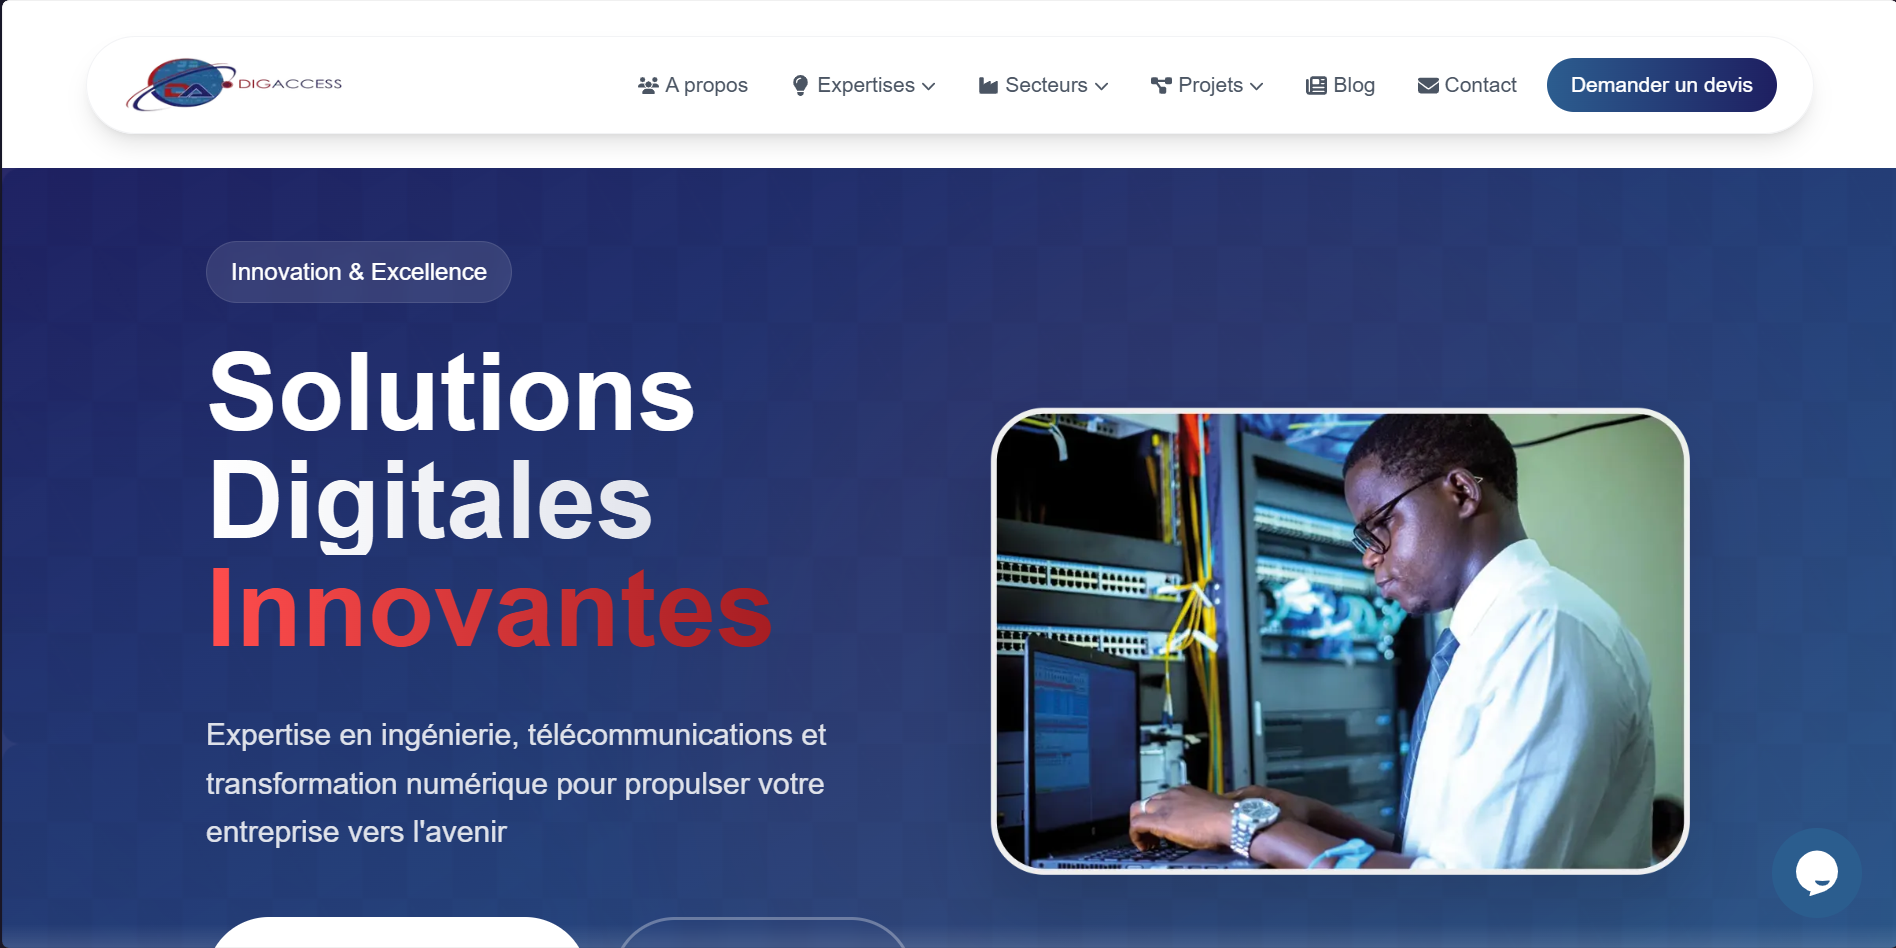 DIGACCESS
A propos
Expertises
Secteurs
Projets
Blog
Contact
Demander un devis
Innovation & Excellence
Solutions
Digitales
Innovantes
Expertise en ingénierie, télécommunications et
transformation numérique pour propulser votre
entreprise vers l'avenir